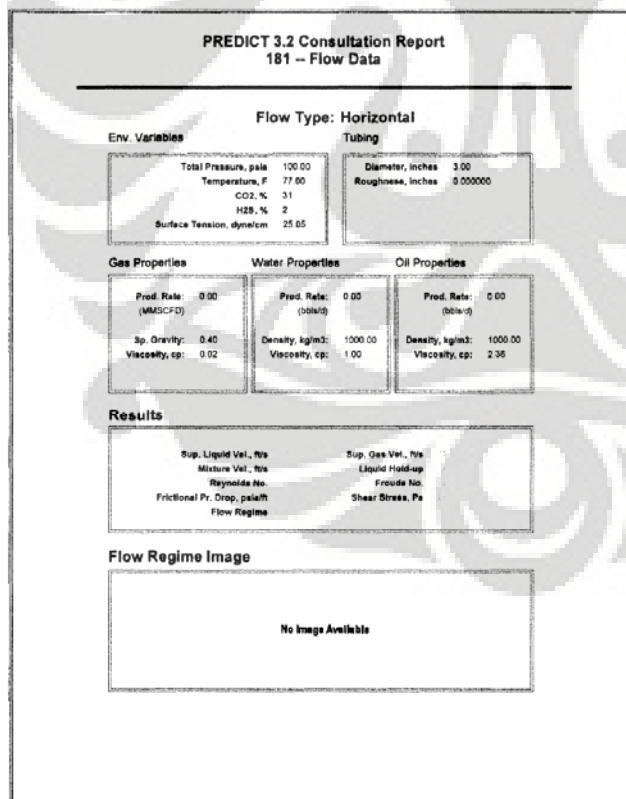 PREDICT 3.2 Consultation Report
181 -- Flow Data
Flow Type: Horizontal
Env. Variables
Total Pressure, psia 100.00
Temperature, F 77.00
CO2, % 31
H2S, % 2
Surface Tension, dyne/cm 25.05
Tubing
Diameter, inches 3.00
Roughness, inches 0.000000
Gas Properties
Prod. Rate: 0.00
(MMSCFD)
Sp. Gravity: 0.40
Viscosity, cp: 0.02
Water Properties
Prod. Rate: 0.00
(bbls/d)
Density, kg/m3: 1000.00
Viscosity, cp: 1.00
Oil Properties
Prod. Rate: 0.00
(bbls/d)
Density, kg/m3: 1000.00
Viscosity, cp:
Results
Sup. Liquid Vel., ft/s Sup. Gas Vel., ft/s
Mixture Vel., ft/s Liquid Hold-up
Reynolds No. Froude No.
Frictional Pr. Drop, psia/ft Shear Stress, Pa
Flow Regime
Flow Regime Image
No Image Available